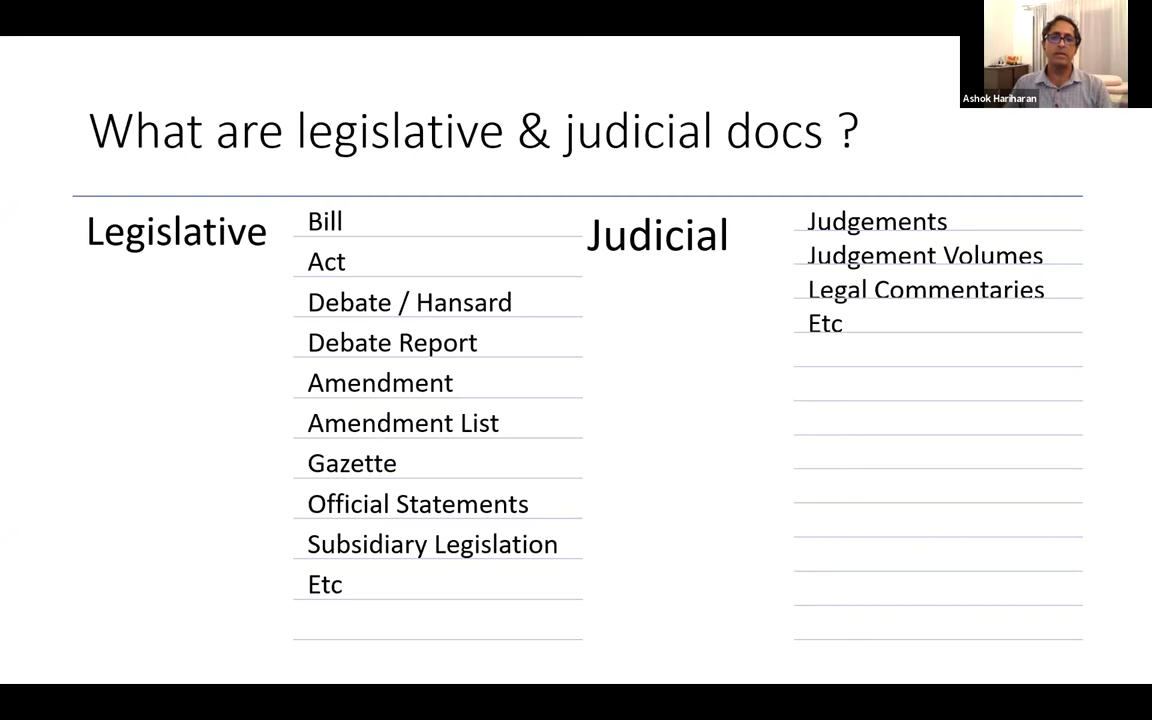 Ashok Hariharan
What are legislative & judicial docs ?
Legislative
Bill
Act
Debate / Hansard
Debate Report
Amendment
Amendment List
Gazette
Official Statements
Subsidiary Legislation
Etc
Judicial
Judgements
Judgement Volumes
Legal Commentaries
Etc